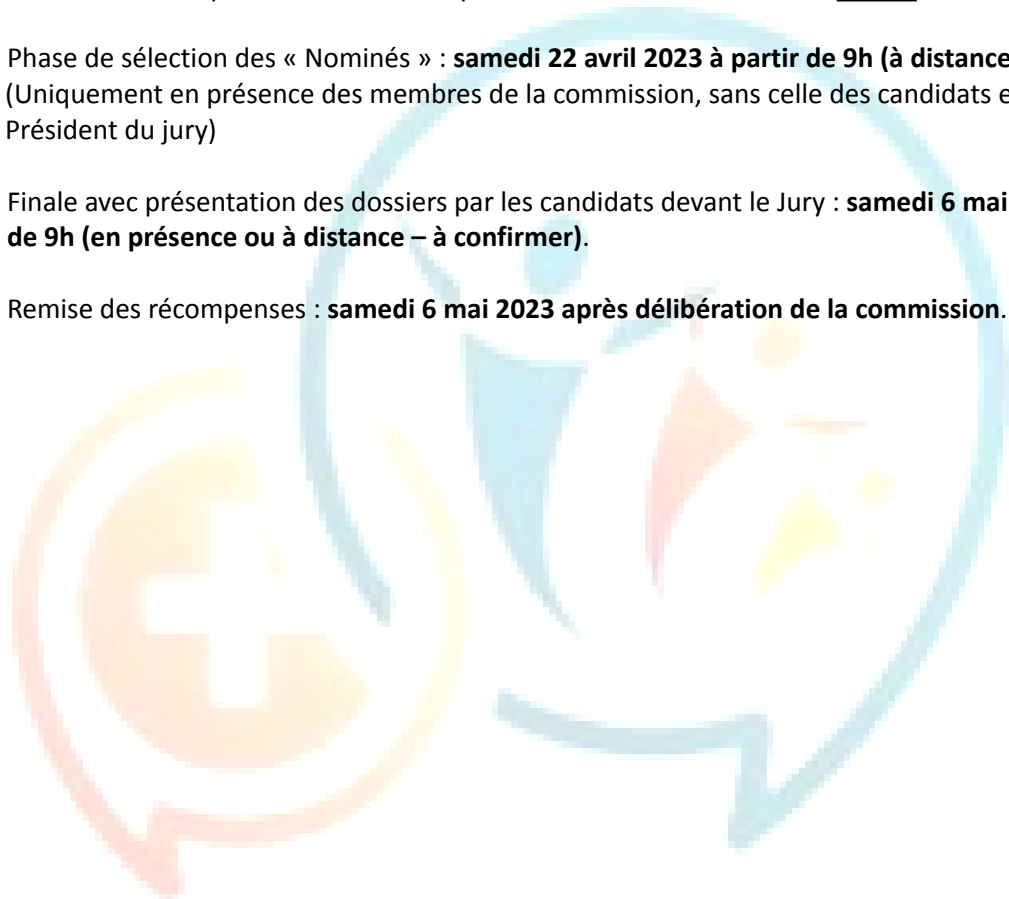 Phase de sélection des « Nominés » : samedi 22 avril 2023 à partir de 9h (à distance
(Uniquement en présence des membres de la commission, sans celle des candidats e
Président du jury)
Finale avec présentation des dossiers par les candidats devant le Jury : samedi 6 mai
de 9h (en présence ou à distance – à confirmer).
Remise des récompenses : samedi 6 mai 2023 après délibération de la commission.